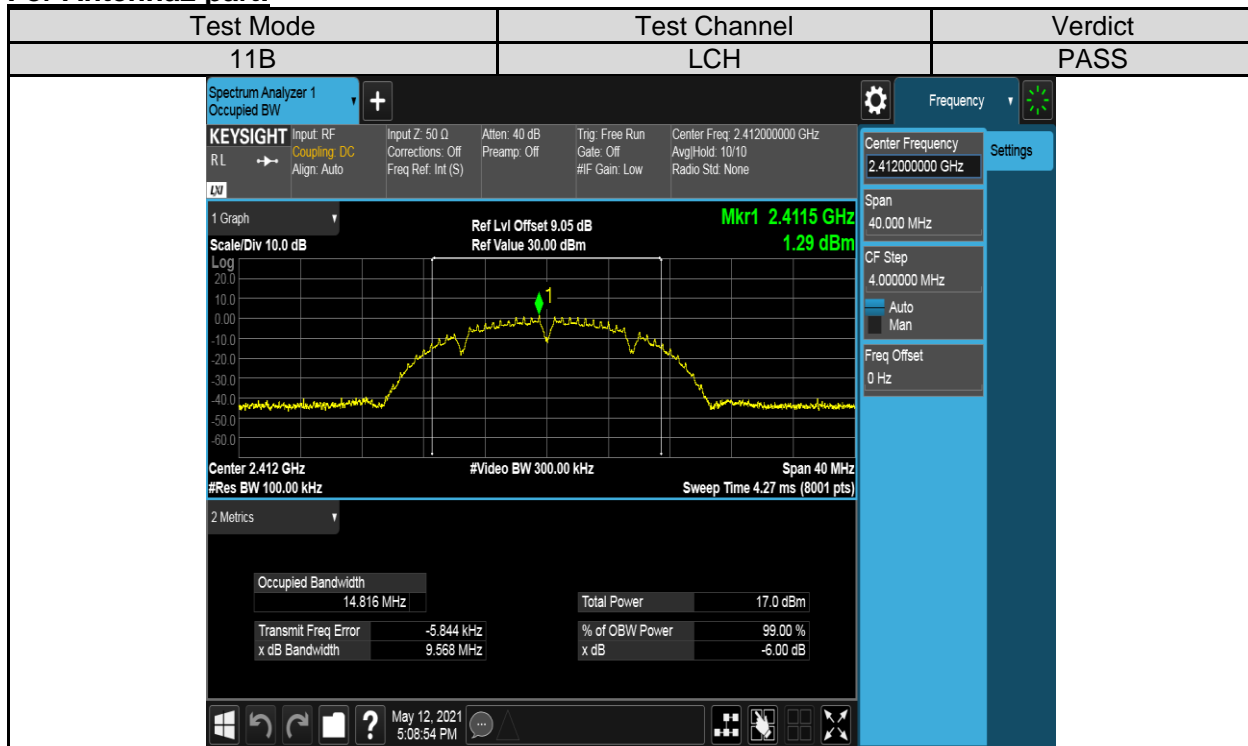 For Antenna2 part:
Test Mode Test Channel Verdict
11B LCH PASS
Spectrum Analyzer 1
Occupied BW
+
Frequency
KEYSIGHT
RL
LXI
Input: RF
Coupling: DC
Align: Auto
Input Z: 50 Ω
Corrections: Off
Freq Ref: Int (S)
Atten: 40 dB
Preamp: Off
Trig: Free Run
Gate: Off
#IF Gain: Low
Center Freq: 2.412000000 GHz
Avg|Hold: 10/10
Radio Std: None
Center Frequency
2.412000000 GHz
Settings
Span
40.000 MHz
CF Step
4.000000 MHz
Auto
Man
Freq Offset
0 Hz
1 Graph
Scale/Div 10.0 dB
Ref Lvl Offset 9.05 dB
Ref Value 30.00 dBm
Mkr1 2.4115 GHz
1.29 dBm
Log
20.0
10.0
0.00
-10.0
-20.0
-30.0
-40.0
-50.0
-60.0
1
Center 2.412 GHz
#Res BW 100.00 kHz
#Video BW 300.00 kHz
Span 40 MHz
Sweep Time 4.27 ms (8001 pts)
2 Metrics
Occupied Bandwidth
14.816 MHz
Total Power 17.0 dBm
Transmit Freq Error -5.844 kHz
% of OBW Power 99.00 %
x dB Bandwidth 9.568 MHz
x dB -6.00 dB
?
May 12, 2021
5:08:54 PM